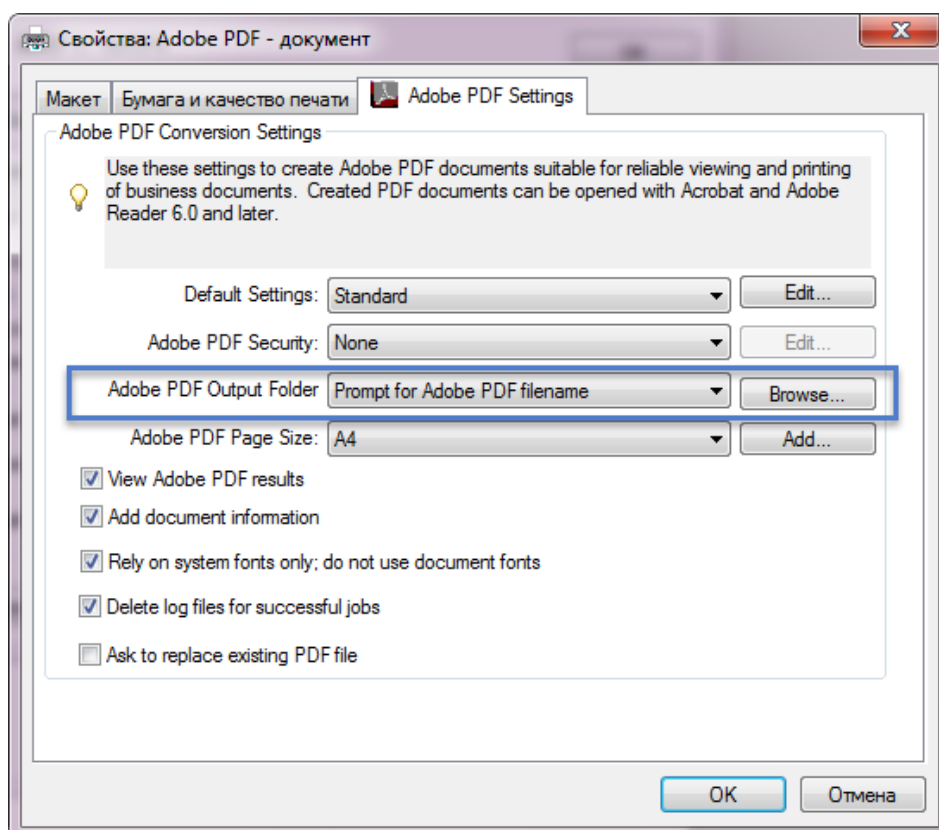 Свойства: Adobe PDF - документ
Макет
Бумага и качество печати
Adobe PDF Settings
Adobe PDF Conversion Settings
Use these settings to create Adobe PDF documents suitable for reliable viewing and printing
of business documents. Created PDF documents can be opened with Acrobat and Adobe
Reader 6.0 and later.
Default Settings: Standard Edit...
Adobe PDF Security: None Edit...
Adobe PDF Output Folder Prompt for Adobe PDF filename Browse...
Adobe PDF Page Size: A4 Add...
View Adobe PDF results
Add document information
Rely on system fonts only; do not use document fonts
Delete log files for successful jobs
Ask to replace existing PDF file
OK Отмена